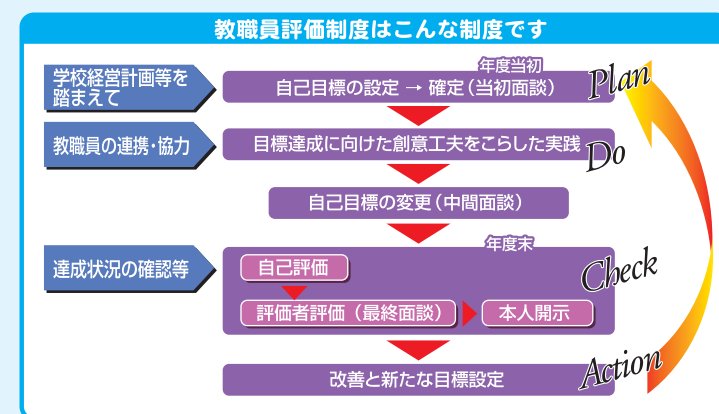 教職員評価制度はこんな制度です
学校経営計画等を
踏まえて
年度当初
自己目標の設定 → 確定(当初面談)
Plan
教職員の連携・協力
目標達成に向けた創意工夫をこらした実践
Do
自己目標の変更(中間面談)
年度末
達成状況の確認等
自己評価
Check
評価者評価(最終面談)
本人開示
改善と新たな目標設定
Action